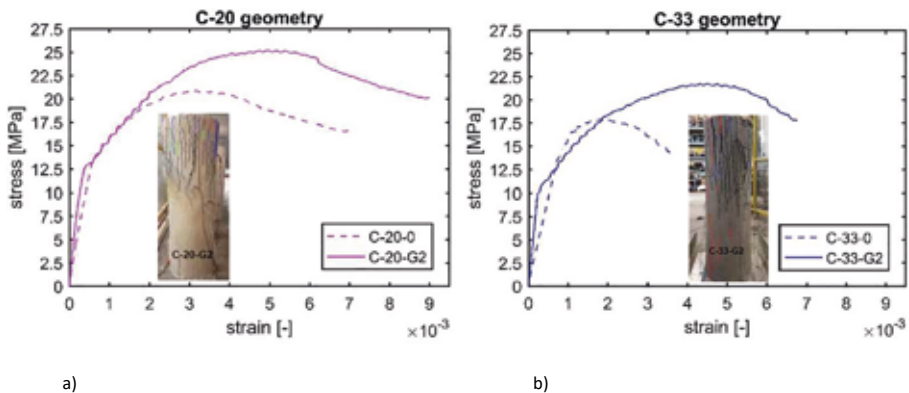 C-20 geometry
27.5
25
22.5
20
17.5
15
12.5
10
7.5
5
2.5
0
stress [MPa]
C-20-G2
C-20-0
C-20-G2
0 1 2 3 4 5 6 7 8 9
strain [-]
×10⁻³
a)
C-33 geometry
27.5
25
22.5
20
17.5
15
12.5
10
7.5
5
2.5
0
stress [MPa]
C-33-G2
C-33-0
C-33-G2
0 1 2 3 4 5 6 7 8 9
strain [-]
×10⁻³
b)